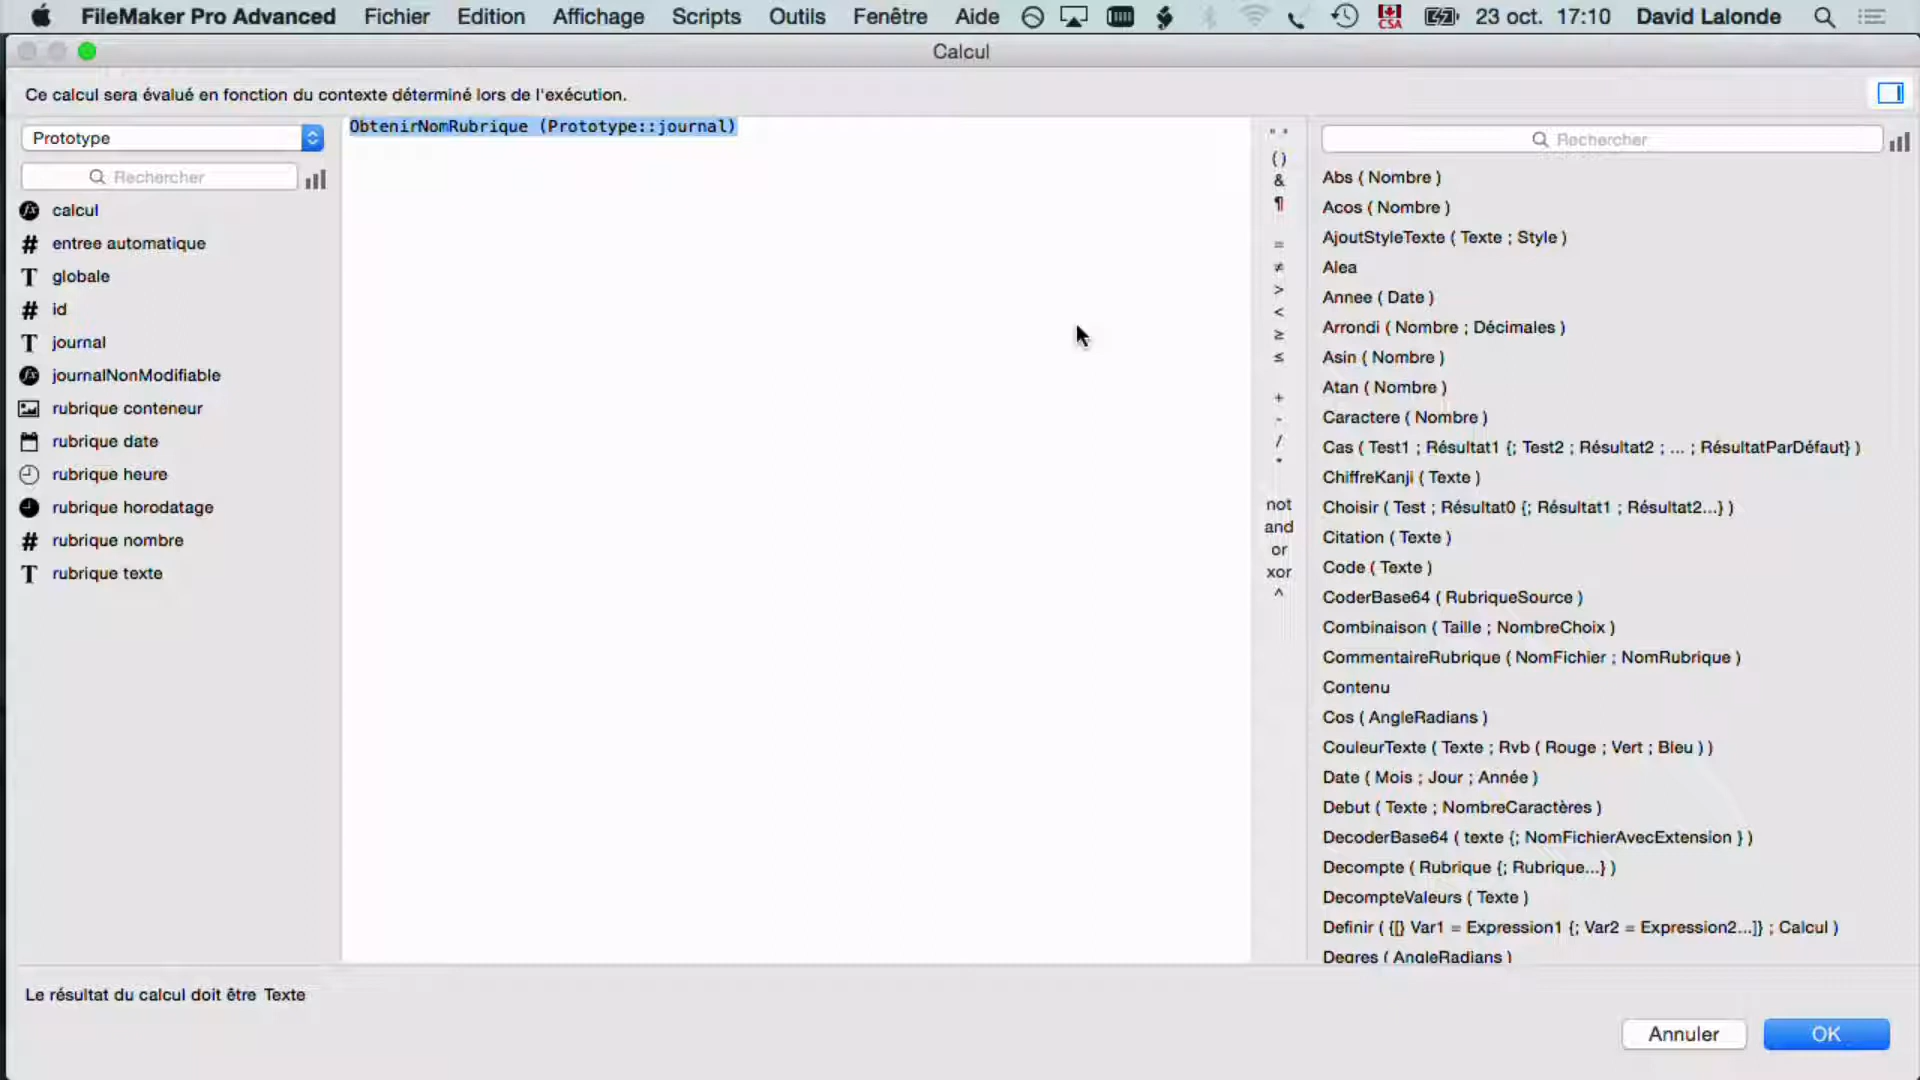 FileMaker Pro Advanced Fichier Edition Affichage Scripts Outils Fenêtre Aide CSA 23 oct. 17:10 David Lalonde
Calcul
Ce calcul sera évalué en fonction du contexte déterminé lors de l'exécution.
Prototype
Rechercher
calcul
entree automatique
globale
id
journal
journalNonModifiable
rubrique conteneur
rubrique date
rubrique heure
rubrique horodatage
rubrique nombre
rubrique texte
ObtenirNomRubrique (Prototype::journal)
" "
()
&
¶
=
≠
>
<
≥
≤
+
-
/
*
not
and
or
xor
^
Rechercher
Abs ( Nombre )
Acos ( Nombre )
AjoutStyleTexte ( Texte ; Style )
Alea
Annee ( Date )
Arrondi ( Nombre ; Décimales )
Asin ( Nombre )
Atan ( Nombre )
Caractere ( Nombre )
Cas ( Test1 ; Résultat1 {; Test2 ; Résultat2 ; ... ; RésultatParDéfaut} )
ChiffreKanji ( Texte )
Choisir ( Test ; Résultat0 {; Résultat1 ; Résultat2...} )
Citation ( Texte )
Code ( Texte )
CoderBase64 ( RubriqueSource )
Combinaison ( Taille ; NombreChoix )
CommentaireRubrique ( NomFichier ; NomRubrique )
Contenu
Cos ( AngleRadians )
CouleurTexte ( Texte ; Rvb ( Rouge ; Vert ; Bleu ) )
Date ( Mois ; Jour ; Année )
Debut ( Texte ; NombreCaractères )
DecoderBase64 ( texte {; NomFichierAvecExtension } )
Decompte ( Rubrique {; Rubrique...} )
DecompteValeurs ( Texte )
Definir ( {[} Var1 = Expression1 {; Var2 = Expression2...]} ; Calcul )
Degres ( AngleRadians )
Le résultat du calcul doit être Texte
Annuler
OK